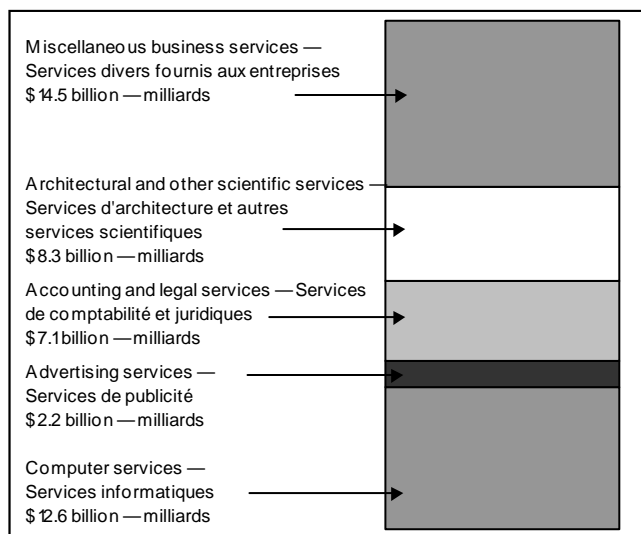 Miscellaneous business services —
Services divers fournis aux entreprises
$14.5 billion — milliards
Architectural and other scientific services —
Services d'architecture et autres
services scientifiques
$8.3 billion — milliards
Accounting and legal services — Services
de comptabilité et juridiques
$7.1 billion — milliards
Advertising services —
Services de publicité
$2.2 billion — milliards
Computer services —
Services informatiques
$12.6 billion — milliards